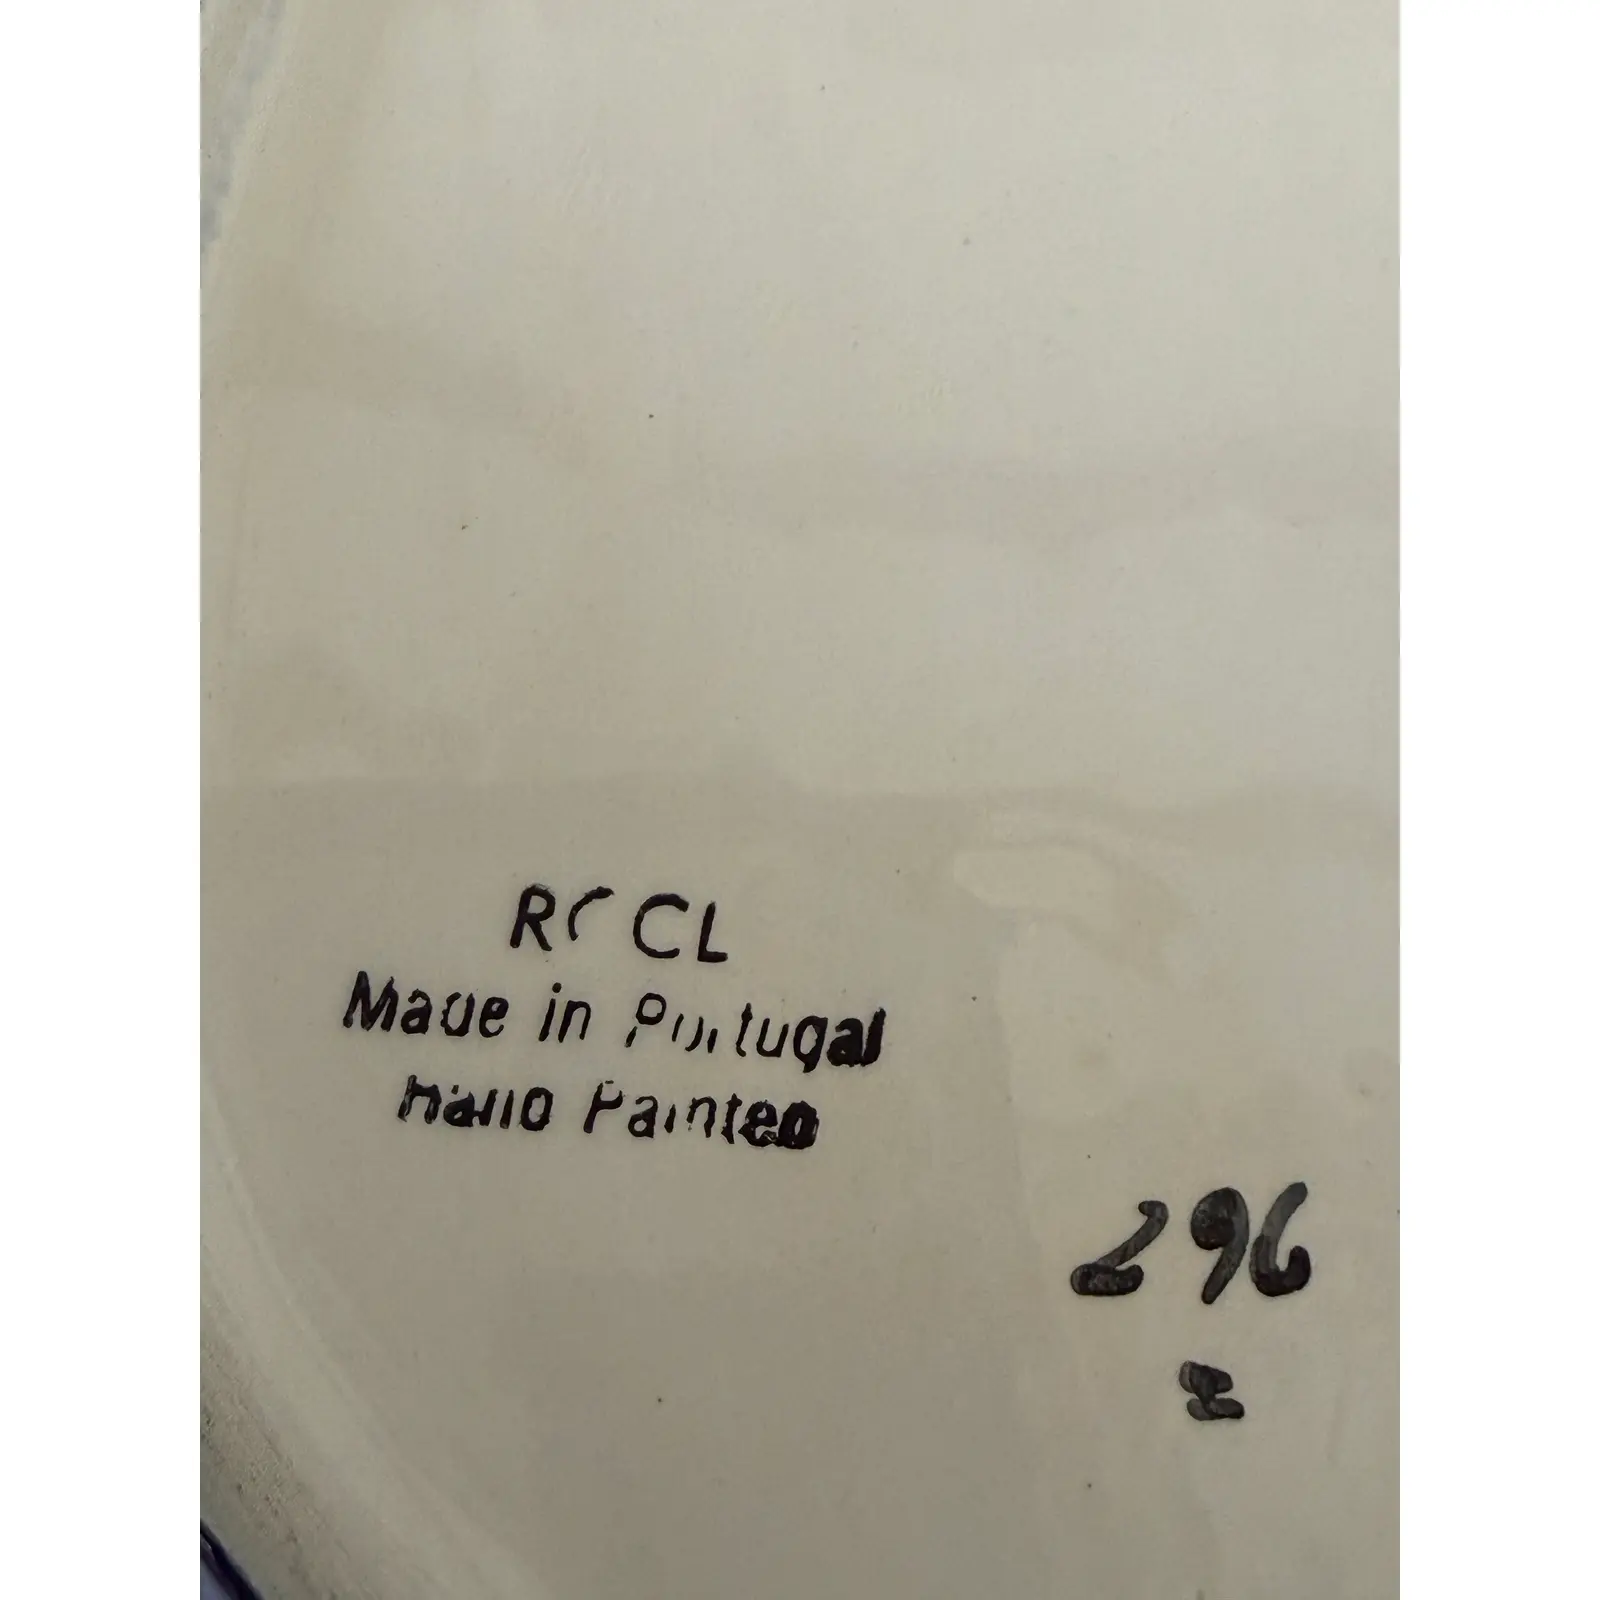 RCCL
Made in Portugal
Hand Painted
296